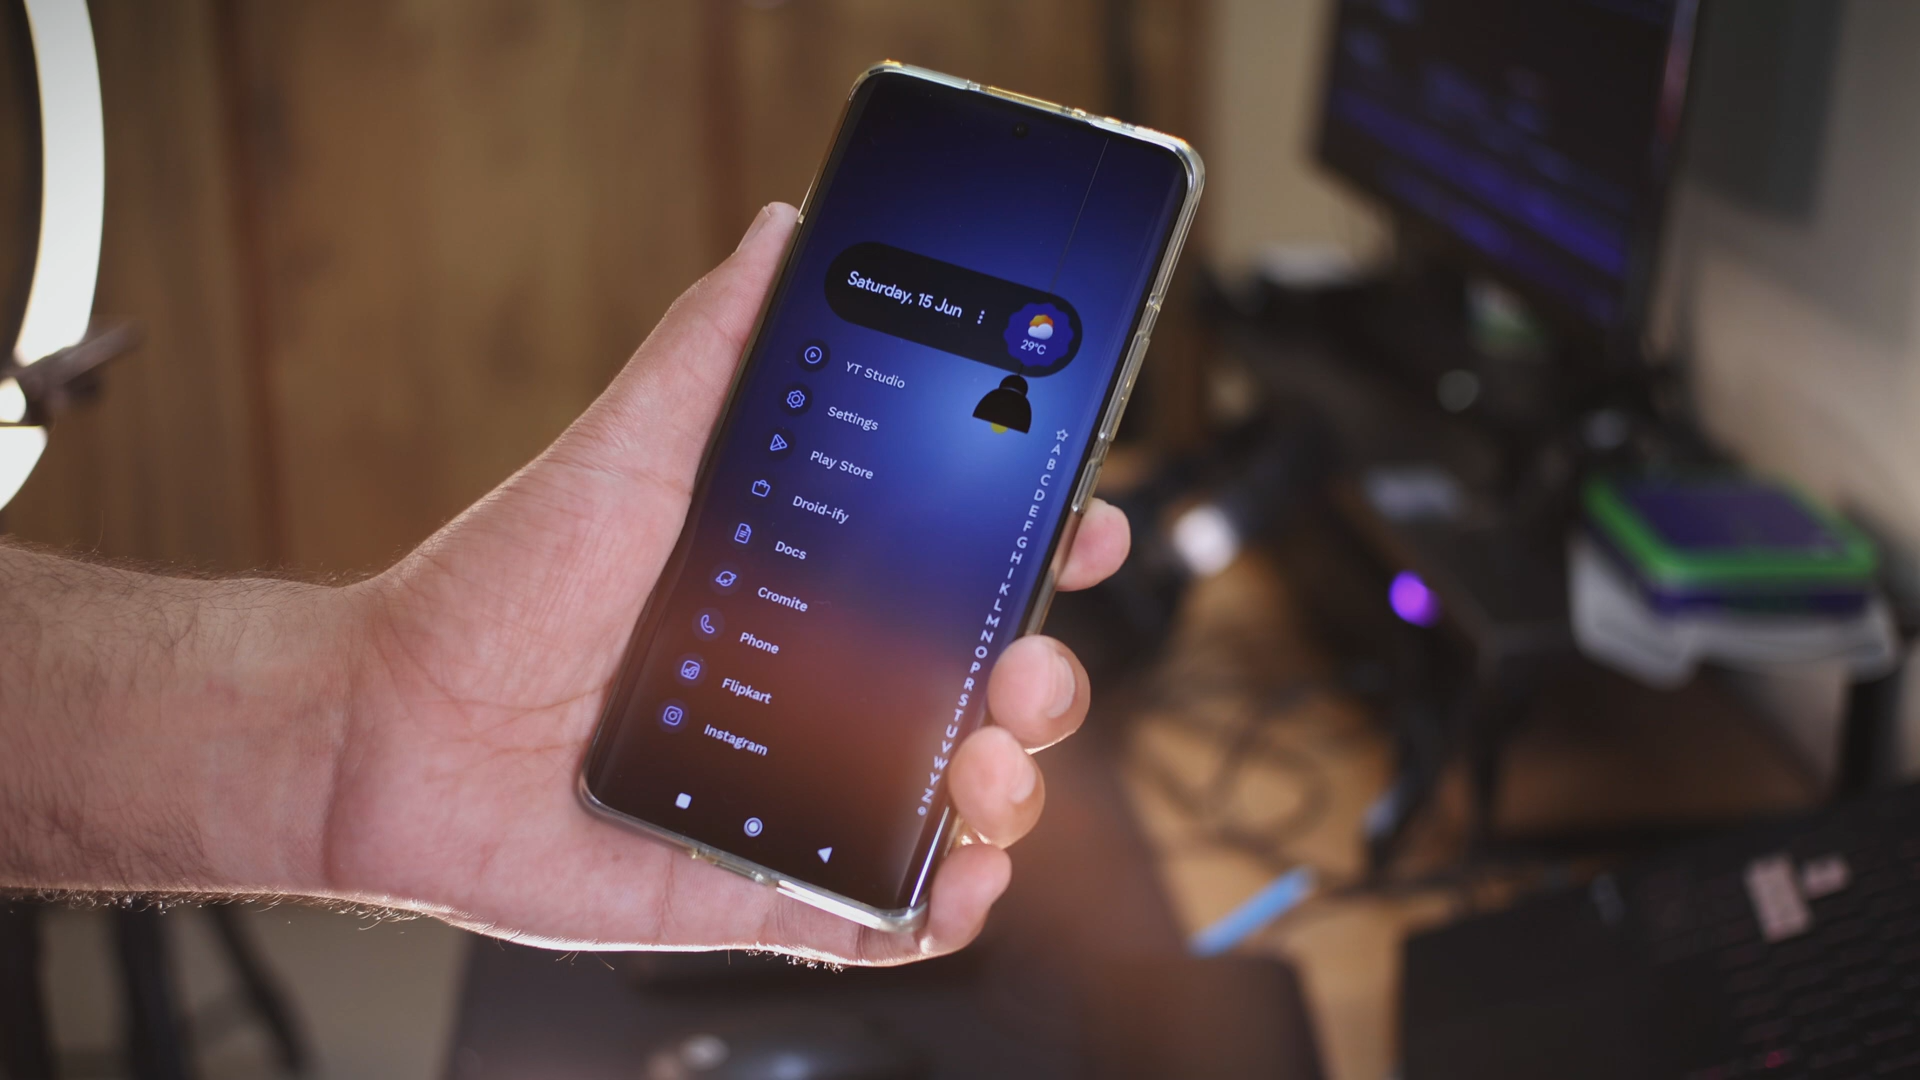 Saturday, 15 Jun
29°C
YT Studio
Settings
Play Store
Droid-ify
Docs
Cromite
Phone
Flipkart
Instagram
A
B
C
D
E
F
G
H
I
K
L
M
N
O
P
R
S
T
U
V
W
Y
Z